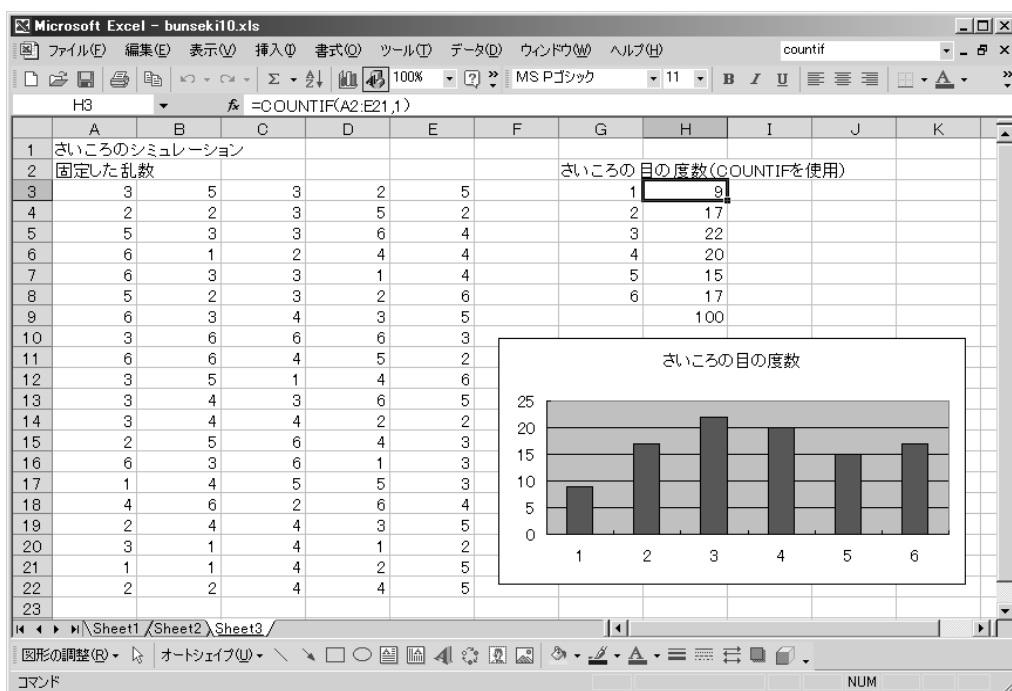 Microsoft Excel - bunseki10.xls
ファイル(F) 編集(E) 表示(V) 挿入(I) 書式(O) ツール(T) データ(D) ウィンドウ(W) ヘルプ(H) countif
100% MS Pゴシック 11 B I U
H3 fx =COUNTIF(A2:E21,1)
A B C D E F G H I J K
1 さいころのシミュレーション
2 固定した乱数 さいころの目の度数(COUNTIFを使用)
3 3 5 3 2 5 1 9
4 2 2 3 5 2 2 17
5 5 3 3 6 4 3 22
6 6 1 2 4 4 4 20
7 6 3 3 1 4 5 15
8 5 2 3 2 6 6 17
9 6 3 4 3 5 100
10 3 6 6 6 3
11 6 6 4 5 2
12 3 5 1 4 6
13 3 4 3 6 5
14 3 4 4 2 2
15 2 5 6 4 3
16 6 3 6 1 3
17 1 4 5 5 3
18 4 6 2 6 4
19 2 4 4 3 5
20 3 1 4 1 2
21 1 1 4 2 5
22 2 2 4 4 5
23
さいころの目の度数
25
20
15
10
5
0
1 2 3 4 5 6
Sheet1 Sheet2 Sheet3
図形の調整(R) オートシェイプ(U)
コマンド NUM